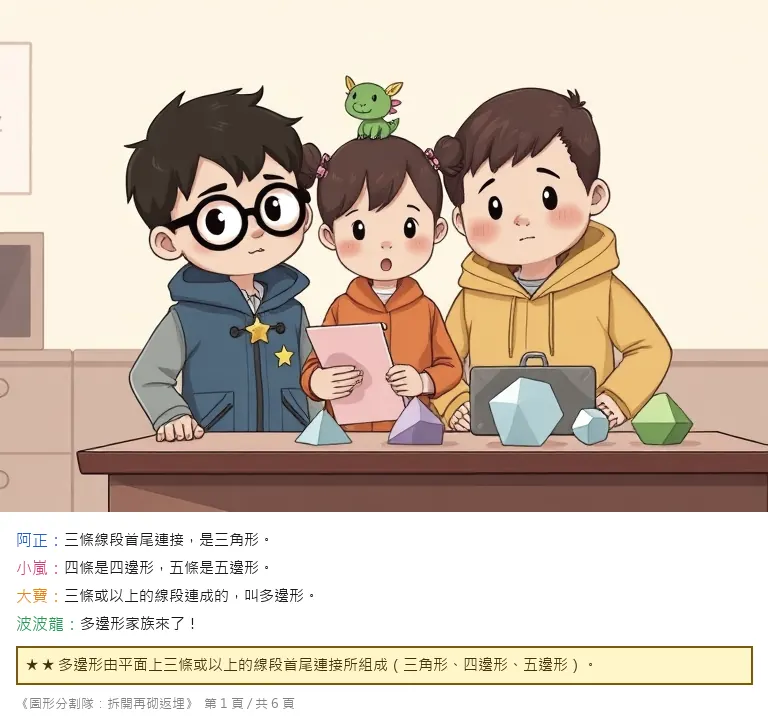 阿正：三條線段首尾連接，是三角形。
小嵐：四條是四邊形，五條是五邊形。
大寶：三條或以上的線段連成的，叫多邊形。
波波龍：多邊形家族來了！
★★多邊形由平面上三條或以上的線段首尾連接所組成（三角形、四邊形、五邊形）。
《圖形分割隊：拆開再砌返埋》 第 1 頁 / 共 6 頁